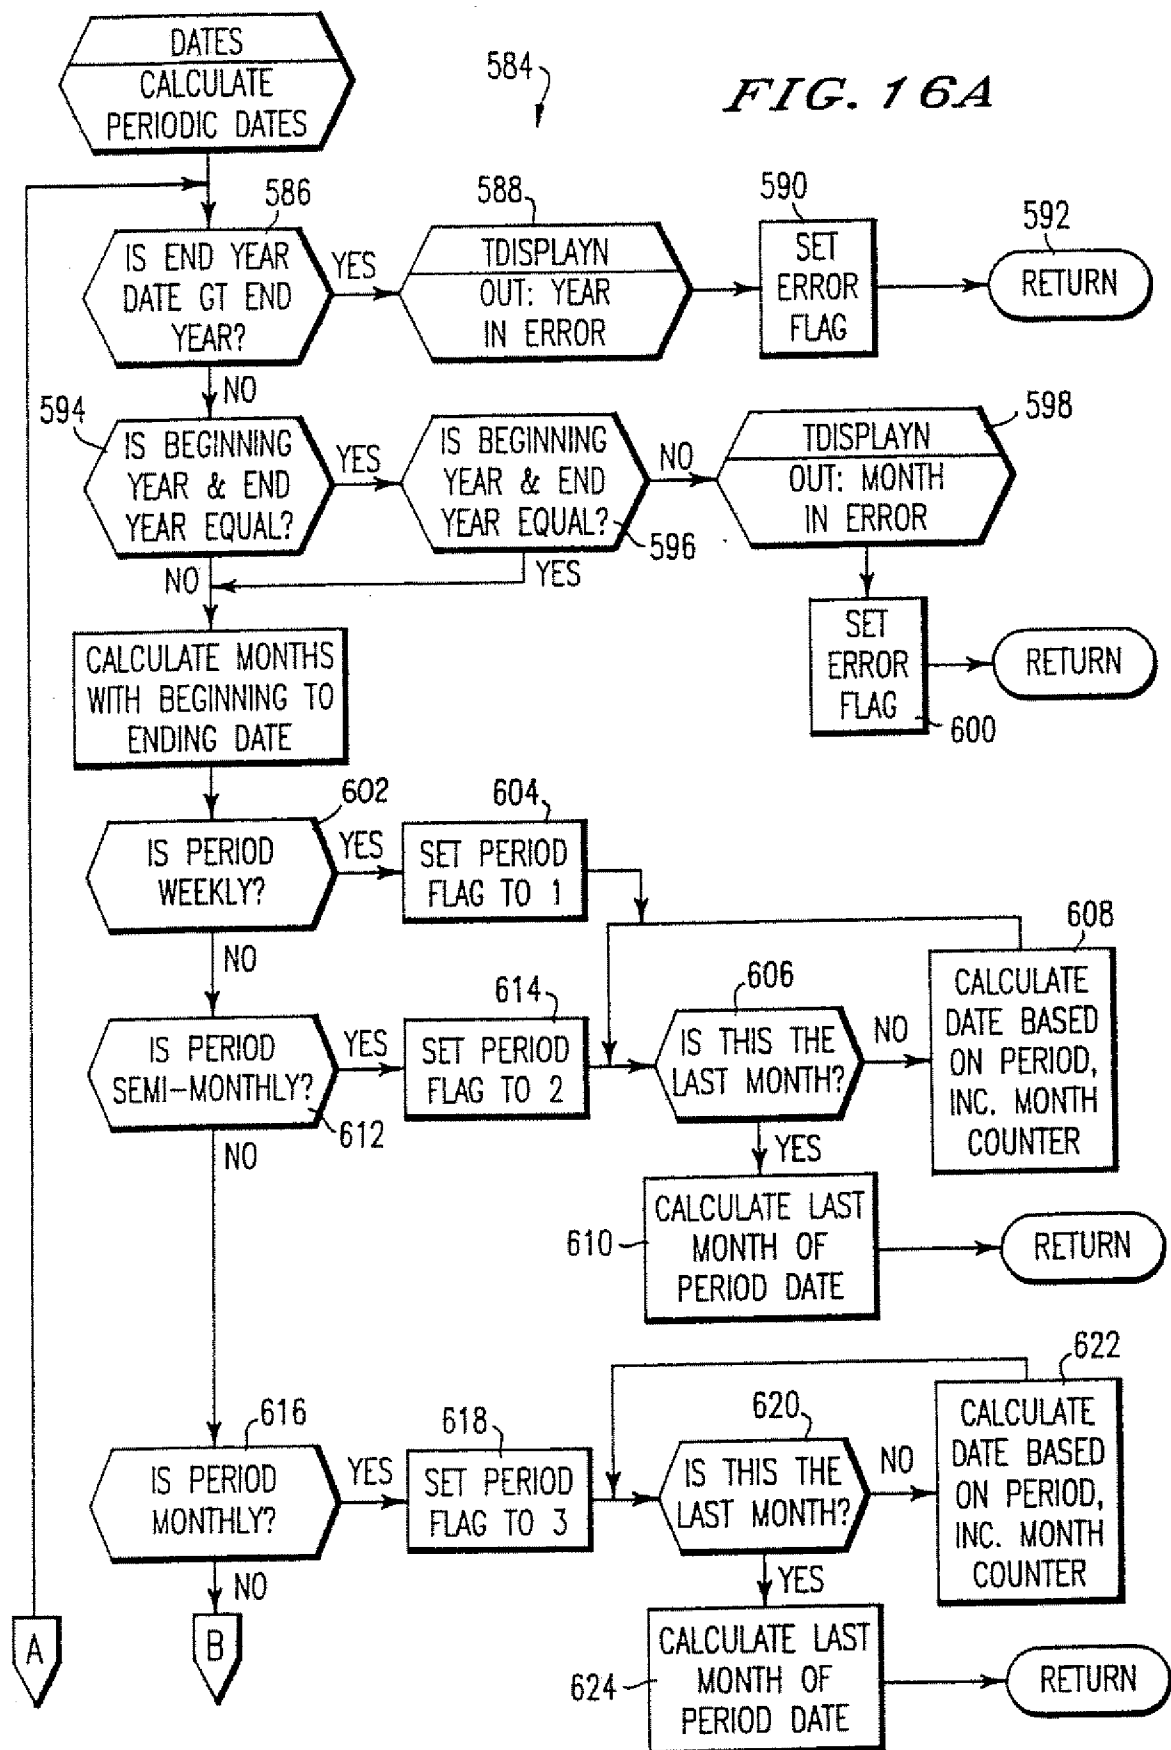 DATES
CALCULATE
PERIODIC DATES
584
FIG. 16A
586
IS END YEAR
DATE GT END
YEAR?
YES
588
TDISPLAYN
OUT: YEAR
IN ERROR
590
SET
ERROR
FLAG
592
RETURN
NO
594
IS BEGINNING
YEAR & END
YEAR EQUAL?
YES
IS BEGINNING
YEAR & END
YEAR EQUAL?
596
NO
TDISPLAYN
OUT: MONTH
IN ERROR
598
NO
YES
SET
ERROR
FLAG
600
RETURN
CALCULATE MONTHS
WITH BEGINNING TO
ENDING DATE
602
IS PERIOD
WEEKLY?
YES
604
SET PERIOD
FLAG TO 1
NO
608
CALCULATE
DATE BASED
ON PERIOD,
INC. MONTH
COUNTER
IS PERIOD
SEMI-MONTHLY?
612
YES
614
SET PERIOD
FLAG TO 2
606
IS THIS THE
LAST MONTH?
NO
NO
YES
610
CALCULATE LAST
MONTH OF
PERIOD DATE
RETURN
616
IS PERIOD
MONTHLY?
YES
618
SET PERIOD
FLAG TO 3
620
IS THIS THE
LAST MONTH?
NO
622
CALCULATE
DATE BASED
ON PERIOD,
INC. MONTH
COUNTER
NO
YES
A
B
624
CALCULATE LAST
MONTH OF
PERIOD DATE
RETURN